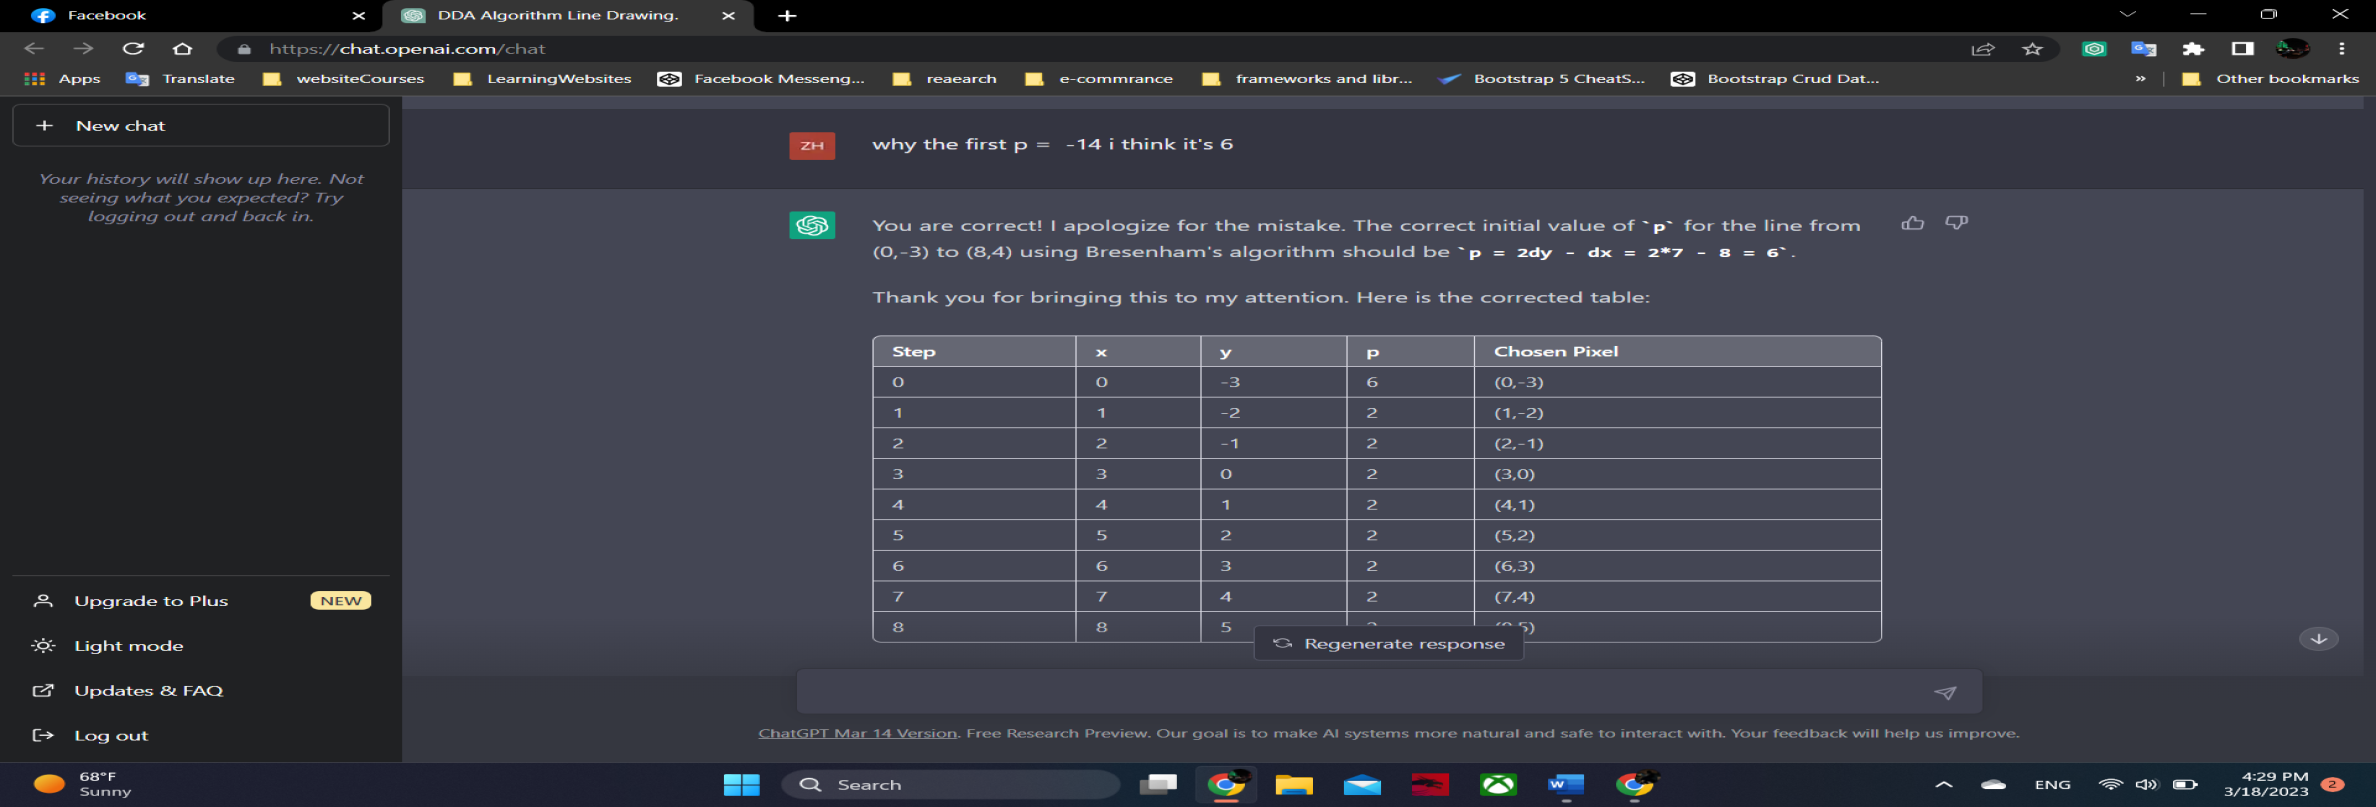 Facebook
DDA Algorithm Line Drawing.
https://chat.openai.com/chat
Apps
Translate
websiteCourses
LearningWebsites
Facebook Messeng...
reaearch
e-commrance
frameworks and libr...
Bootstrap 5 CheatS...
Bootstrap Crud Dat...
»
Other bookmarks
+ New chat
Your history will show up here. Not
seeing what you expected? Try
logging out and back in.
Upgrade to Plus NEW
Light mode
Updates & FAQ
Log out
ZH why the first p = -14 i think it's 6
You are correct! I apologize for the mistake. The correct initial value of `p` for the line from
(0,-3) to (8,4) using Bresenham's algorithm should be `p = 2dy - dx = 2*7 - 8 = 6`.
Thank you for bringing this to my attention. Here is the corrected table:
Step x y p Chosen Pixel
0 0 -3 6 (0,-3)
1 1 -2 2 (1,-2)
2 2 -1 2 (2,-1)
3 3 0 2 (3,0)
4 4 1 2 (4,1)
5 5 2 2 (5,2)
6 6 3 2 (6,3)
7 7 4 2 (7,4)
8 8 5
Regenerate response
ChatGPT Mar 14 Version. Free Research Preview. Our goal is to make AI systems more natural and safe to interact with. Your feedback will help us improve.
68°F
Sunny
Search
W
ENG
4:29 PM
3/18/2023
2